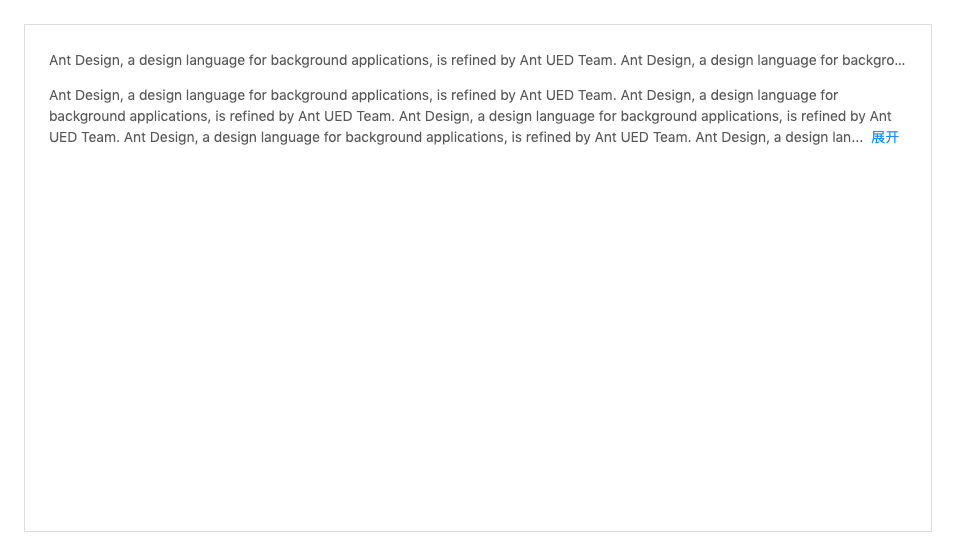 Ant Design, a design language for background applications, is refined by Ant UED Team. Ant Design, a design language for backgro...
Ant Design, a design language for background applications, is refined by Ant UED Team. Ant Design, a design language for
background applications, is refined by Ant UED Team. Ant Design, a design language for background applications, is refined by Ant
UED Team. Ant Design, a design language for background applications, is refined by Ant UED Team. Ant Design, a design lan... 展开